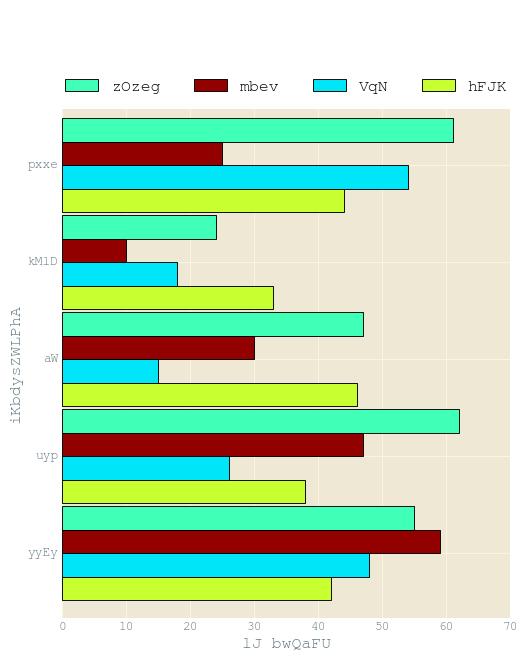 zOzeg mbev VqN hFJK
pxxe
kM1D
aW
uyp
yyEy
iKbdysZWLPhA
0 10 20 30 40 50 60 70
1J bwQaFU